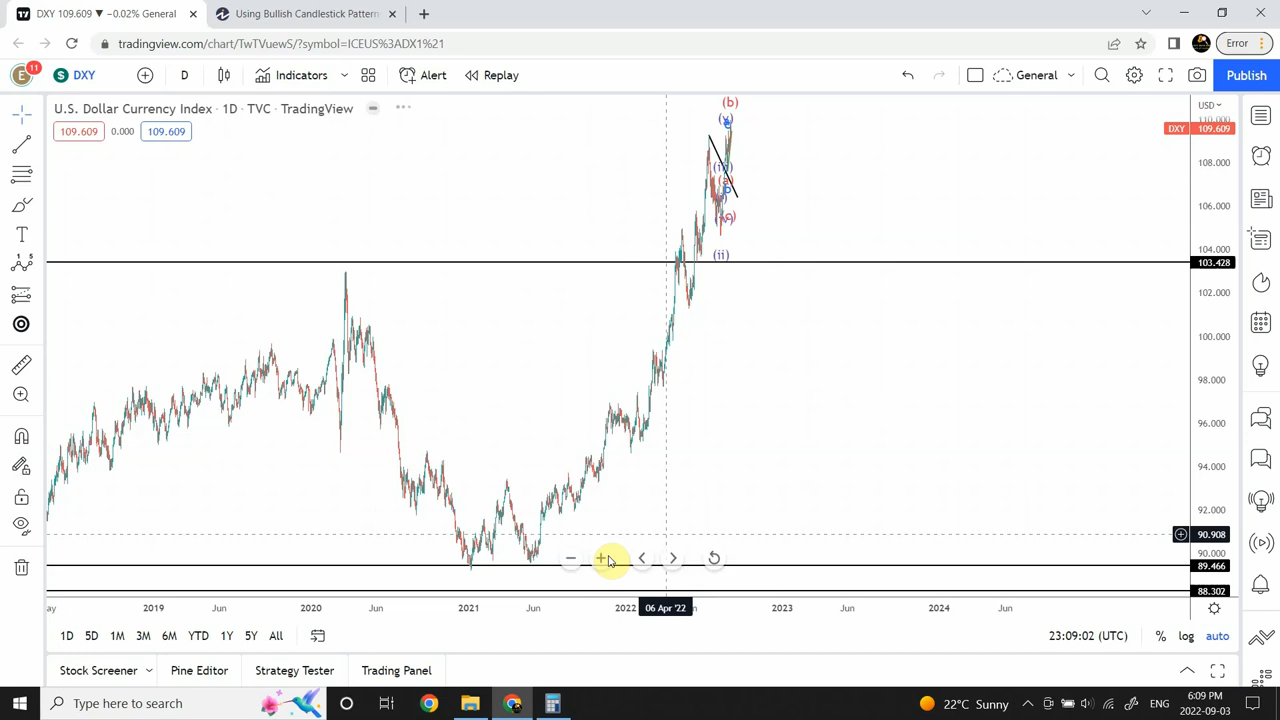 DXY 109.609 ▼ −0.02% General
Using Bullish Candlestick Pattern
tradingview.com/chart/TwTVuewS/?symbol=ICEUS%3ADX1%21
Error
11
DXY
D
Indicators
Alert
Replay
General
Publish
U.S. Dollar Currency Index · 1D · TVC · TradingView
USD
109.609
0.000
109.609
(b)
110.000
DXY 109.609
108.000
106.000
104.000
(ii)
103.428
102.000
100.000
98.000
96.000
94.000
92.000
90.908
90.000
89.466
88.302
2019
Jun
2020
Jun
2021
Jun
2022
06 Apr '22
2023
Jun
2024
Jun
1D
5D
1M
3M
6M
YTD
1Y
5Y
All
23:09:02 (UTC)
%
log
auto
Stock Screener
Pine Editor
Strategy Tester
Trading Panel
Type here to search
22°C Sunny
ENG
6:09 PM
2022-09-03